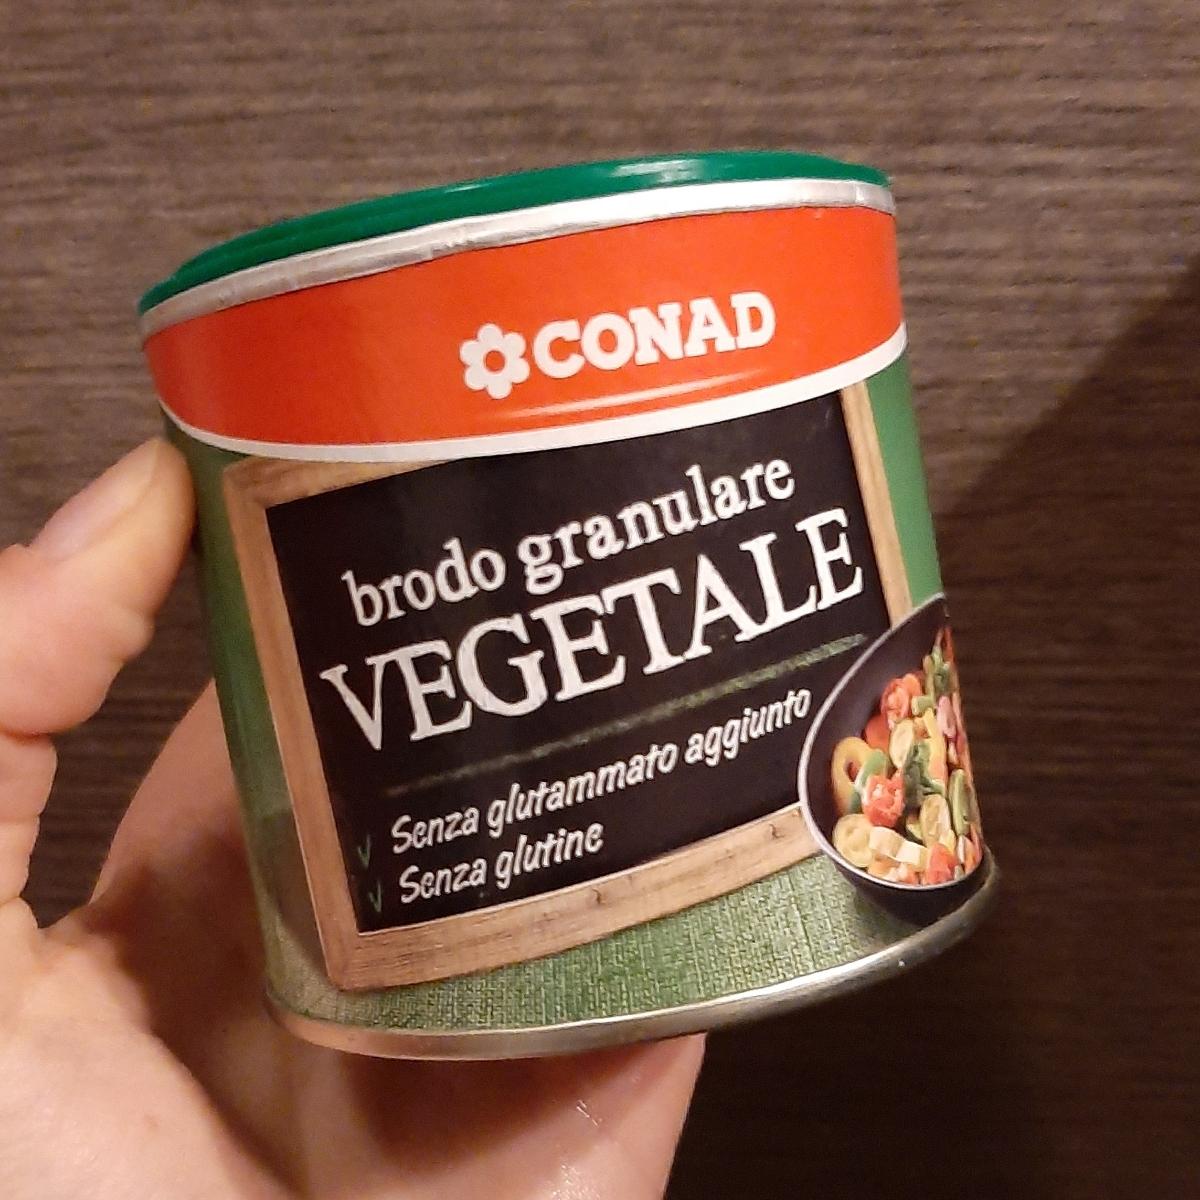 CONAD
brodo granulare
VEGETALE
Senza glutammato aggiunto
Senza glutine